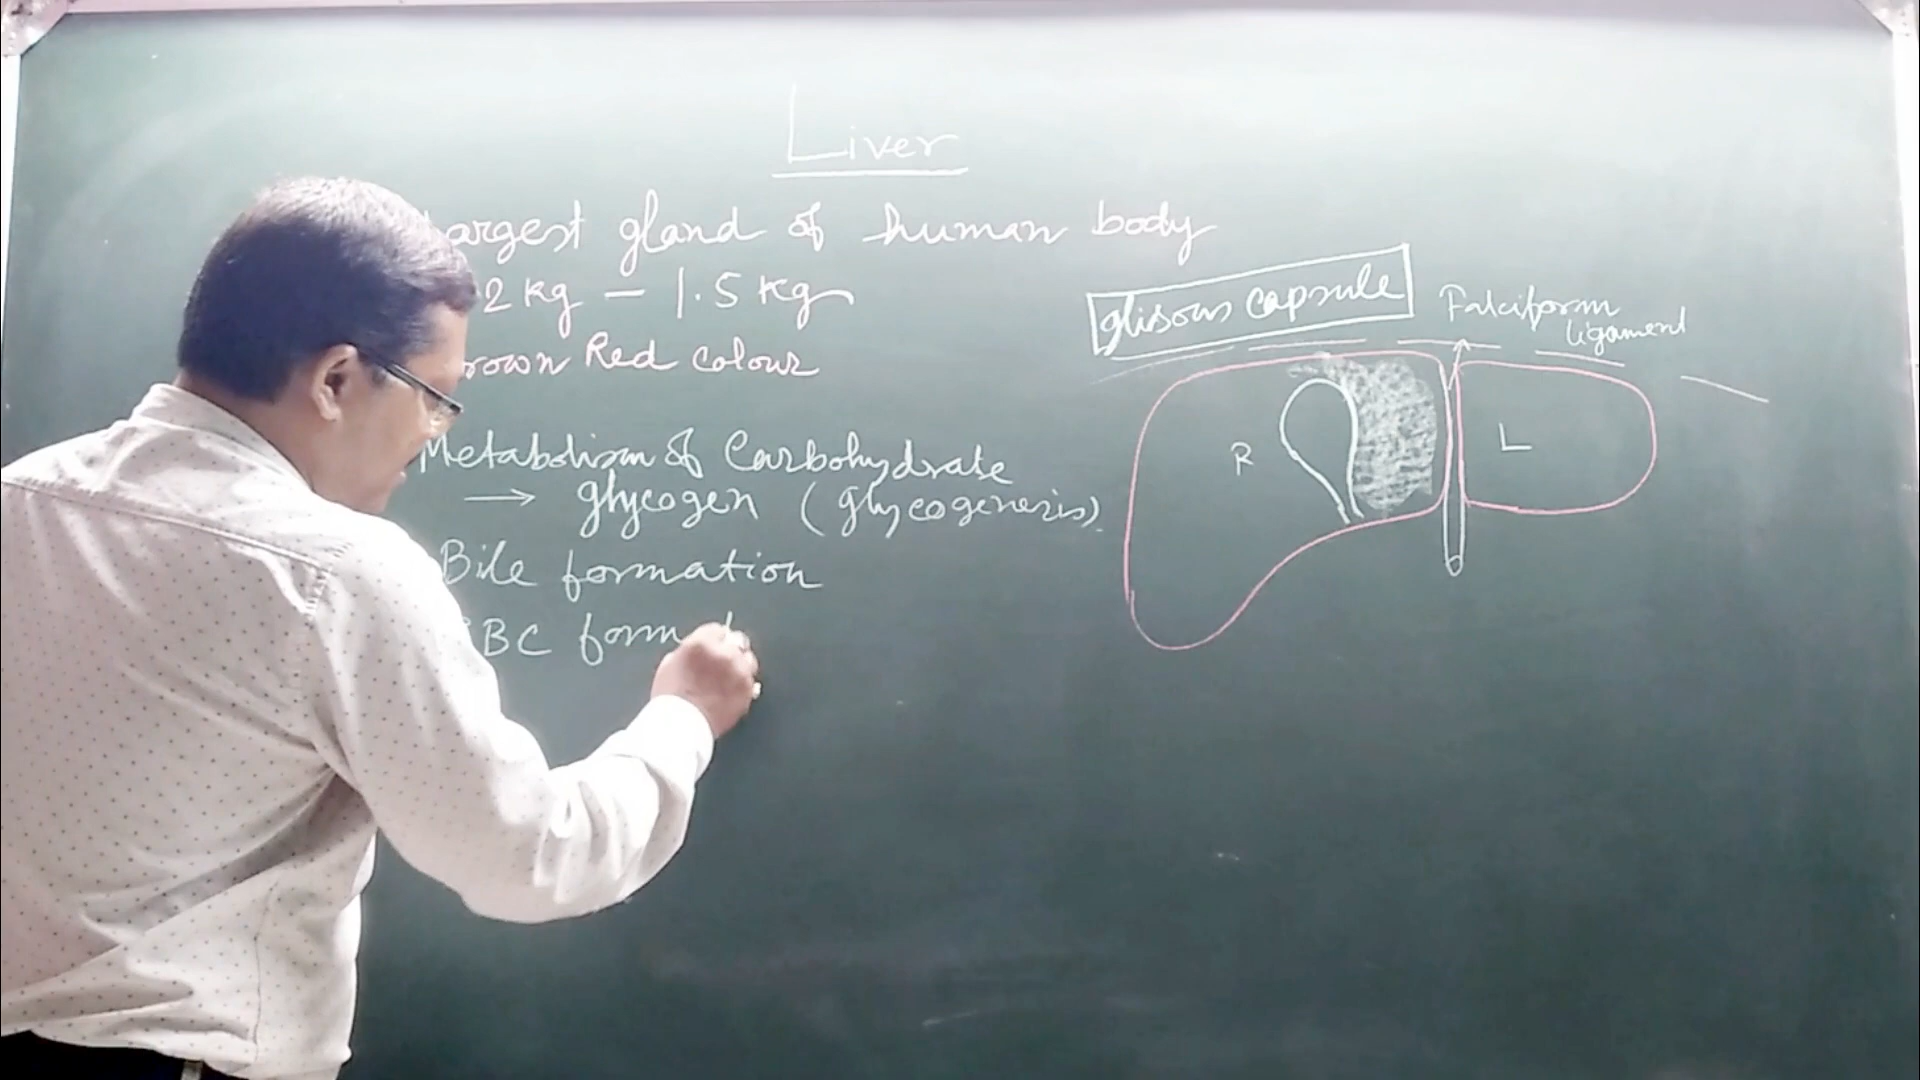 Liver
argest gland of human body
2 Kg – 1.5 Kg
rown Red colour
glisons capsule
Falciform
ligament
Metabolism of Carbohydrate
→ glycogen (glycogenesis).
Bile formation
BC form
R
L